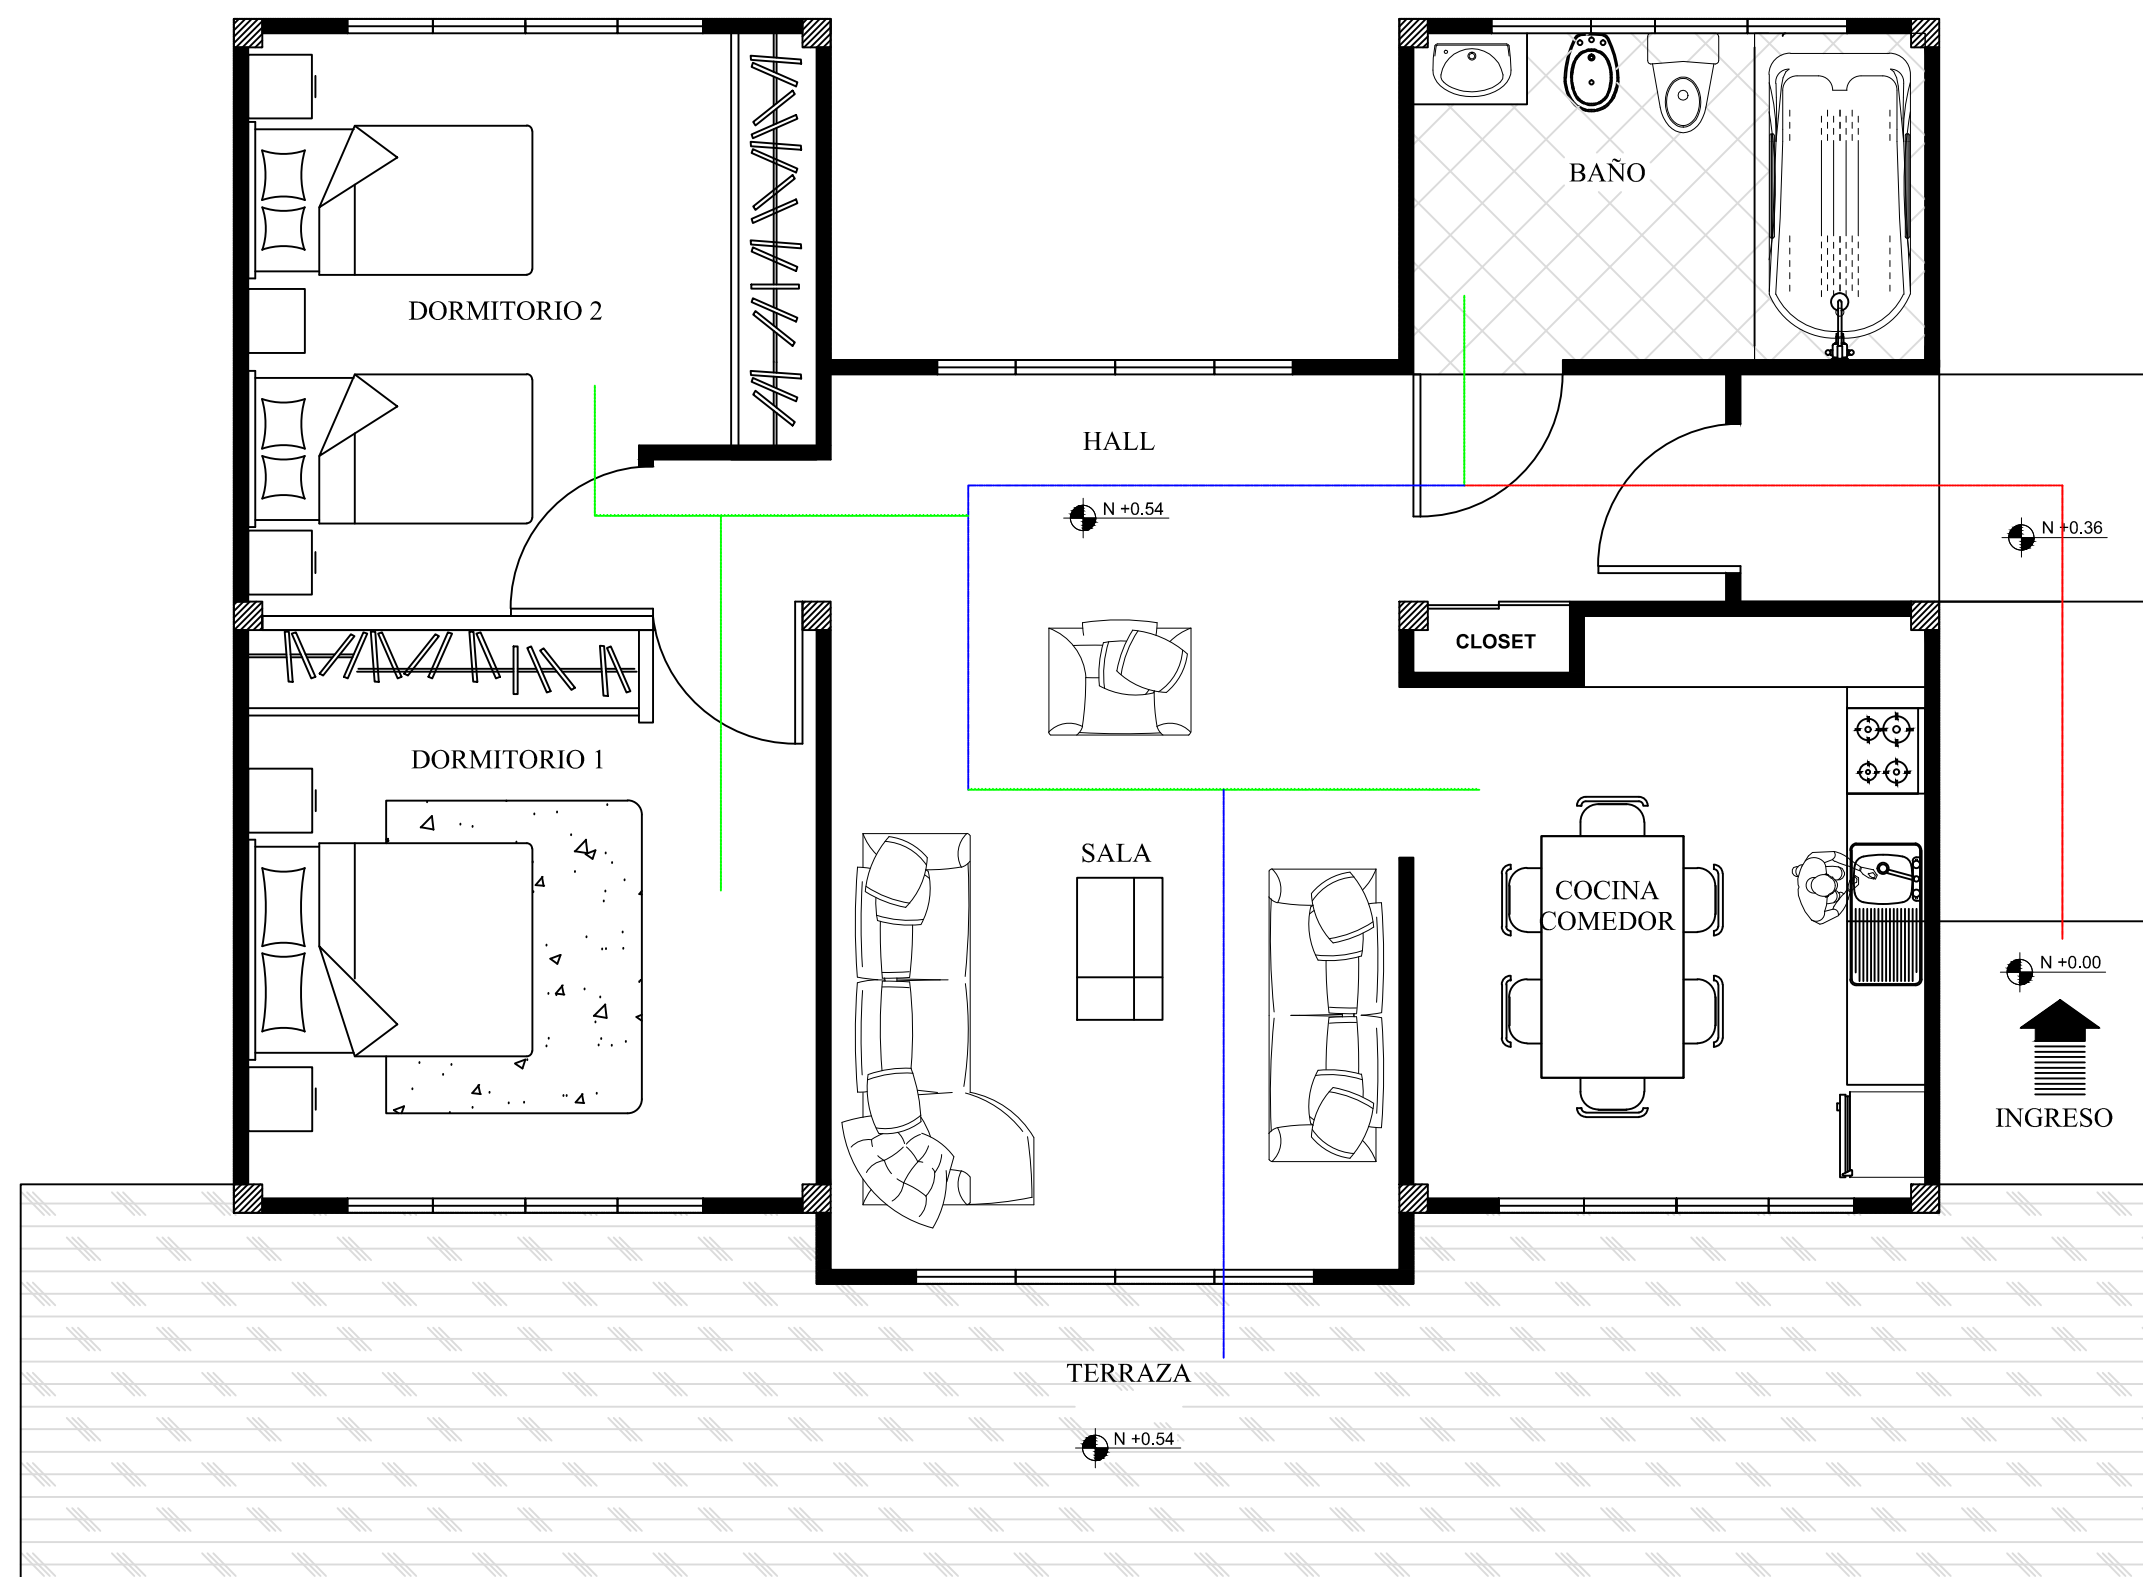 BAÑO
DORMITORIO 2
HALL
N +0.54
N +0.36
CLOSET
DORMITORIO 1
SALA
COCINA
COMEDOR
N +0.00
INGRESO
TERRAZA
N +0.54